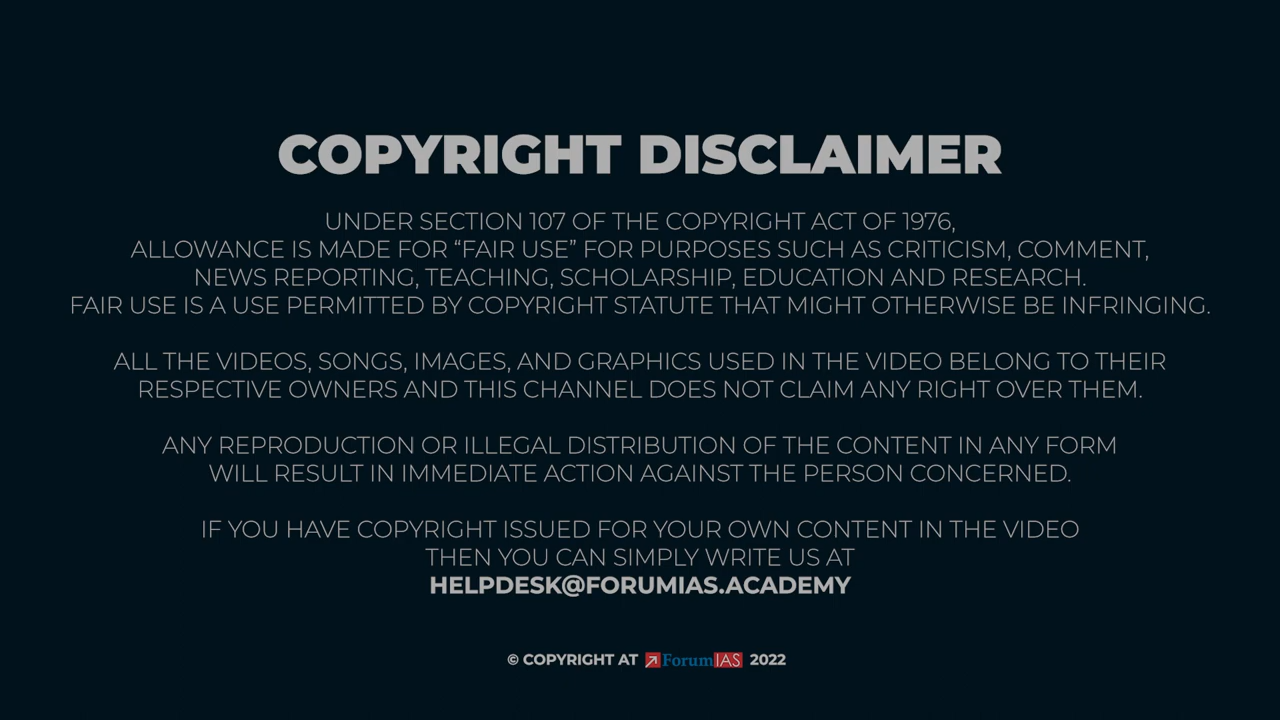 COPYRIGHT DISCLAIMER
UNDER SECTION 107 OF THE COPYRIGHT ACT OF 1976,
ALLOWANCE IS MADE FOR “FAIR USE” FOR PURPOSES SUCH AS CRITICISM, COMMENT,
NEWS REPORTING, TEACHING, SCHOLARSHIP, EDUCATION AND RESEARCH.
FAIR USE IS A USE PERMITTED BY COPYRIGHT STATUTE THAT MIGHT OTHERWISE BE INFRINGING.
ALL THE VIDEOS, SONGS, IMAGES, AND GRAPHICS USED IN THE VIDEO BELONG TO THEIR
RESPECTIVE OWNERS AND THIS CHANNEL DOES NOT CLAIM ANY RIGHT OVER THEM.
ANY REPRODUCTION OR ILLEGAL DISTRIBUTION OF THE CONTENT IN ANY FORM
WILL RESULT IN IMMEDIATE ACTION AGAINST THE PERSON CONCERNED.
IF YOU HAVE COPYRIGHT ISSUED FOR YOUR OWN CONTENT IN THE VIDEO
THEN YOU CAN SIMPLY WRITE US AT
HELPDESK@FORUMIAS.ACADEMY
© COPYRIGHT AT ForumIAS 2022